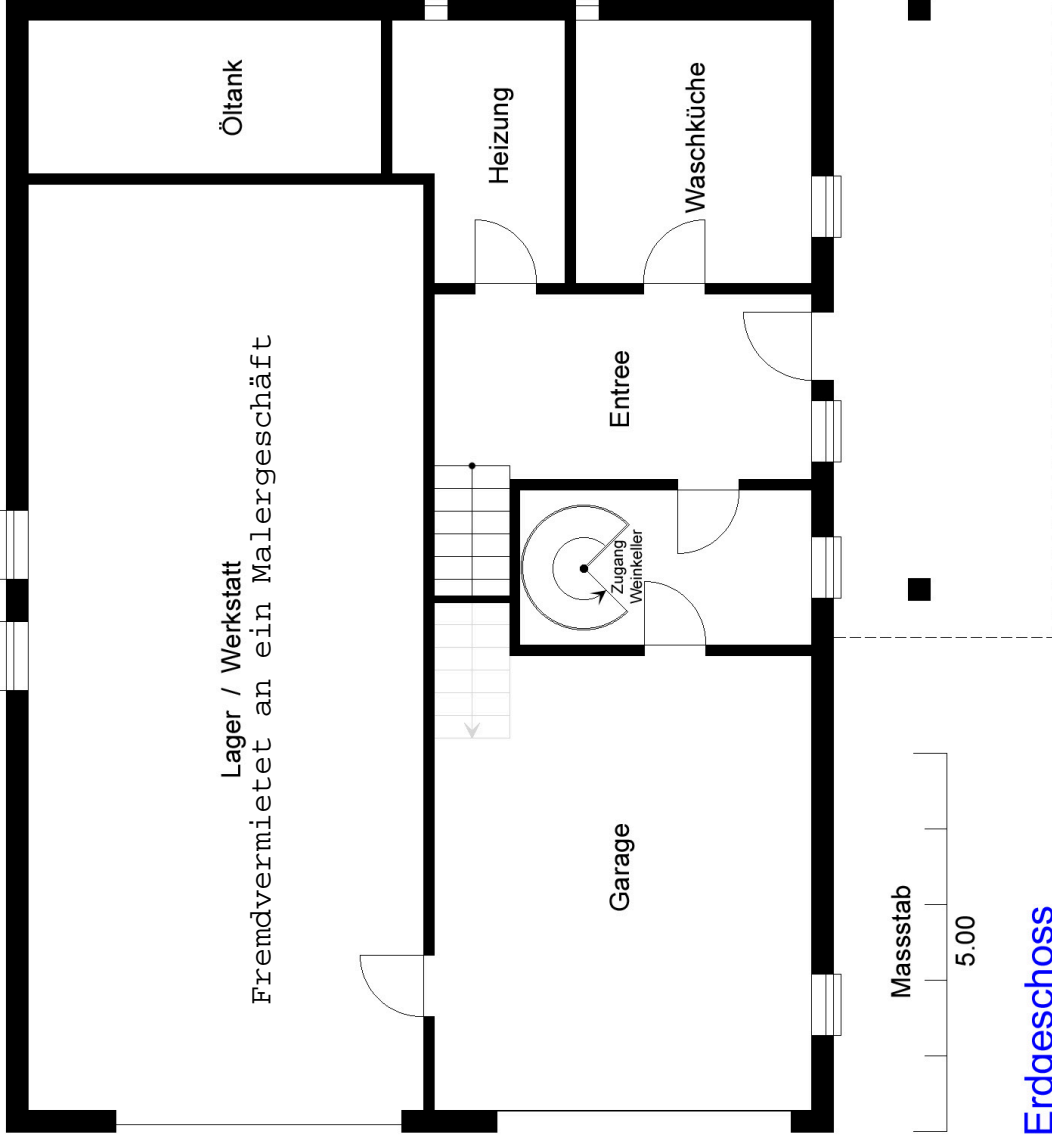 Öltank
Heizung
Waschküche
Entree
Zugang
Weinkeller
Lager / Werkstatt
Fremdvermietet an ein Malergeschäft
Garage
Massstab
5.00
Erdgeschoss